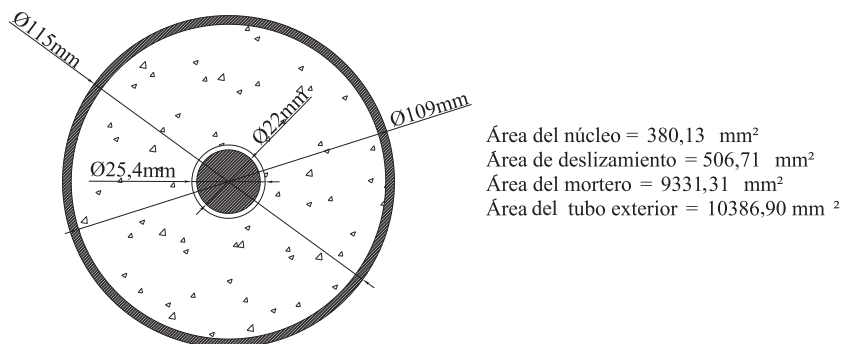 Ø115mm
Ø22mm
Ø109mm
Ø25,4mm
Área del núcleo = 380,13 mm²
Área de deslizamiento = 506,71 mm²
Área del mortero = 9331,31 mm²
Área del tubo exterior = 10386,90 mm ²